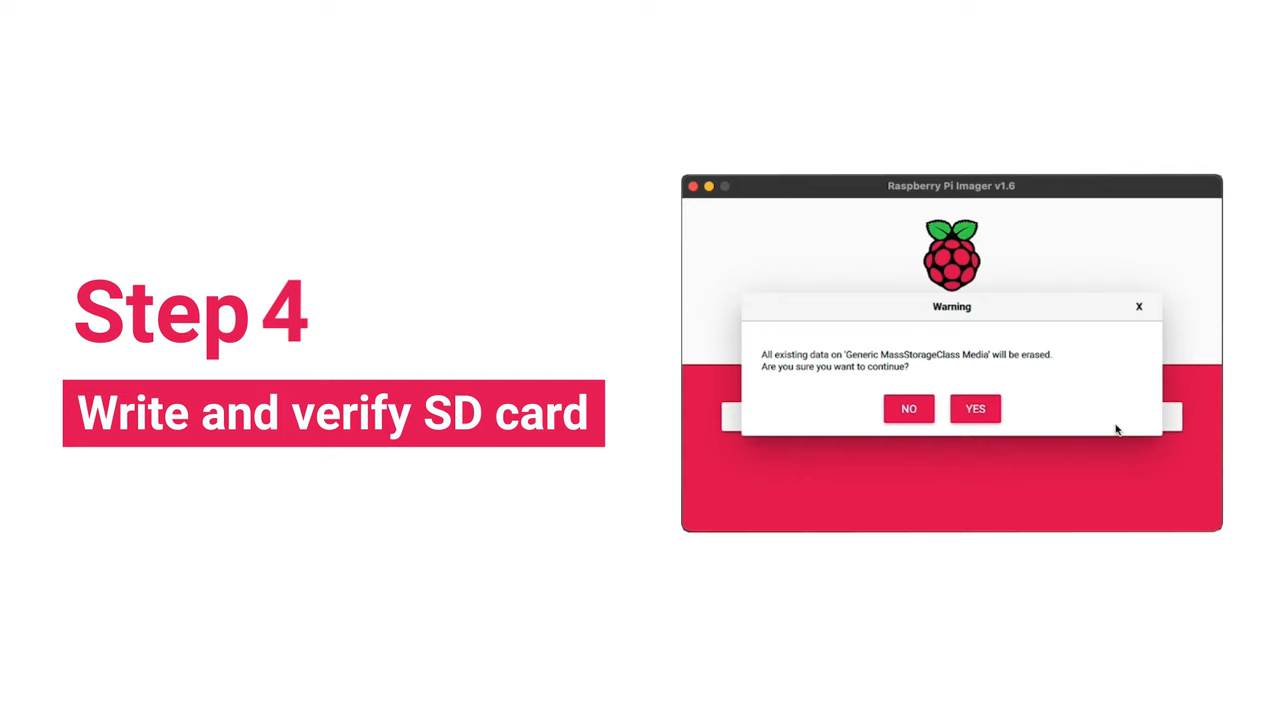 Step 4
Write and verify SD card
Raspberry Pi Imager v1.6
Warning
X
All existing data on 'Generic MassStorageClass Media' will be erased.
Are you sure you want to continue?
NO
YES